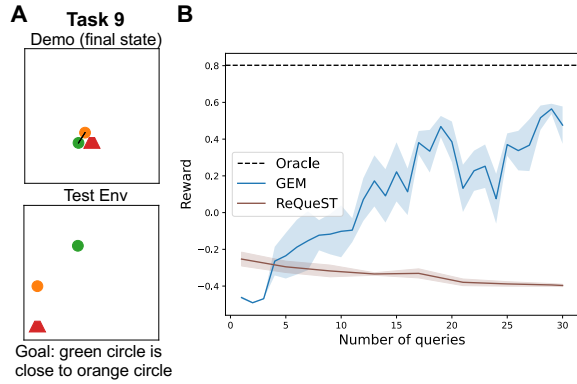 A
Task 9
Demo (final state)
Test Env
Goal: green circle is
close to orange circle
B
Reward
0.8
0.6
0.4
0.2
0.0
−0.2
−0.4
Oracle
GEM
ReQueST
0
5
10
15
20
25
30
Number of queries